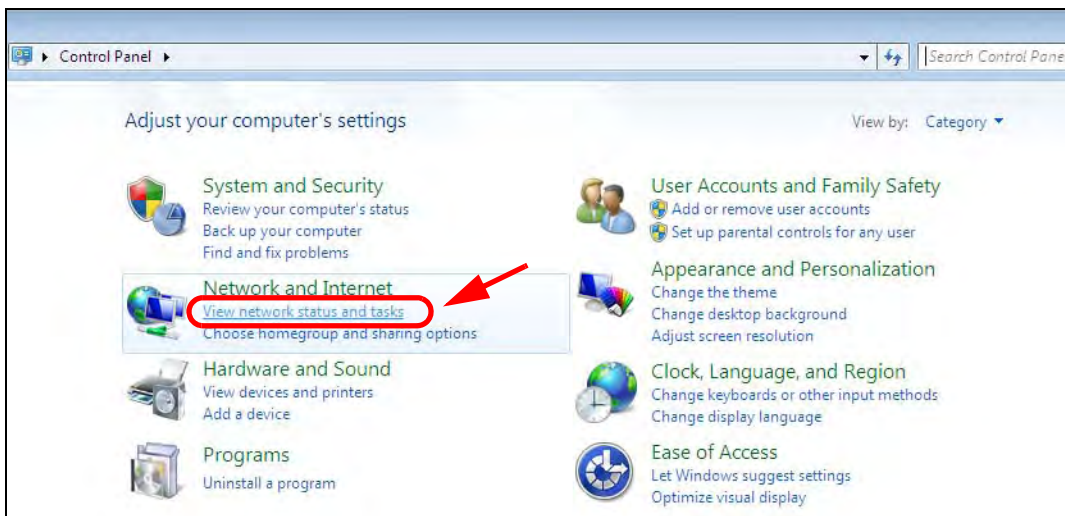 Control Panel
Search Control Pane
Adjust your computer's settings
View by: Category
System and Security
Review your computer's status
Back up your computer
Find and fix problems
Network and Internet
View network status and tasks
Choose homegroup and sharing options
Hardware and Sound
View devices and printers
Add a device
Programs
Uninstall a program
User Accounts and Family Safety
Add or remove user accounts
Set up parental controls for any user
Appearance and Personalization
Change the theme
Change desktop background
Adjust screen resolution
Clock, Language, and Region
Change keyboards or other input methods
Change display language
Ease of Access
Let Windows suggest settings
Optimize visual display